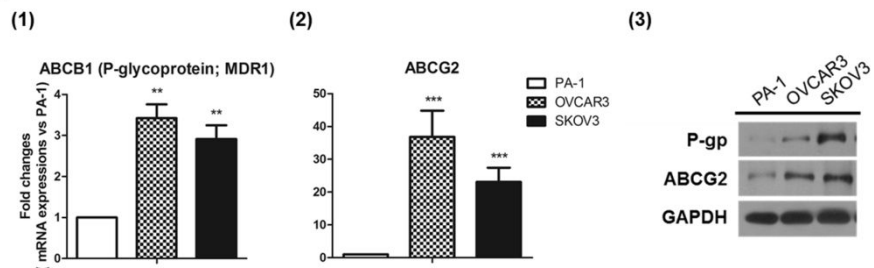 (1)
(2)
(3)
ABCB1 (P-glycoprotein; MDR1)
Fold changes
mRNA expressions vs PA-1)
4
3
2
1
0
**
**
ABCG2
50
40
30
20
10
0
***
***
PA-1
OVCAR3
SKOV3
PA-1
OVCAR3
SKOV3
P-gp
ABCG2
GAPDH